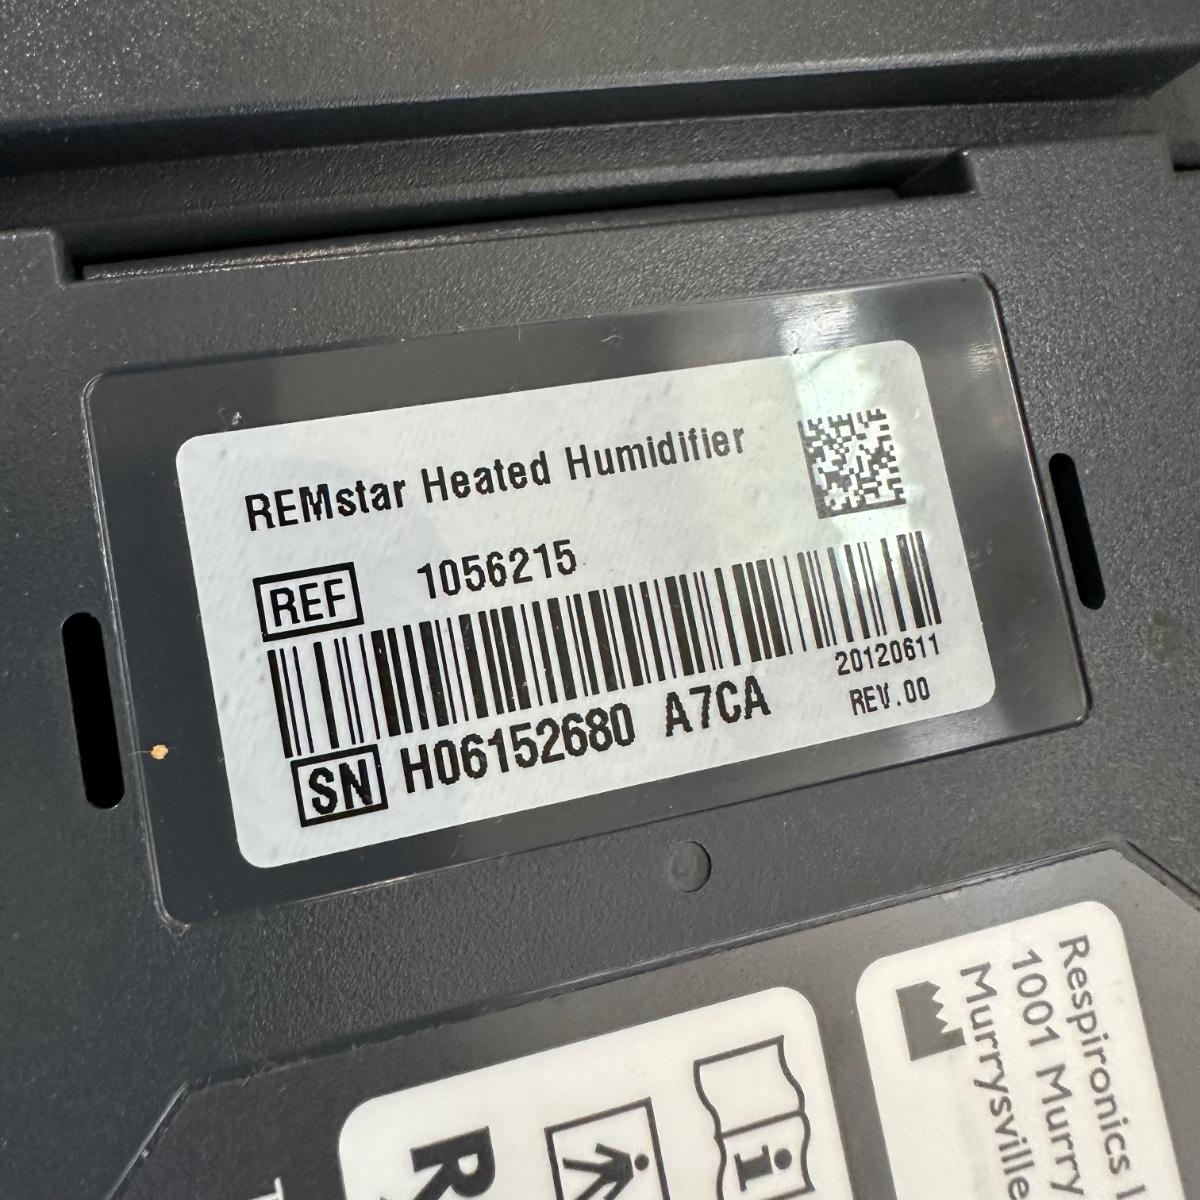 REMstar Heated Humidifier
REF 1056215
20120611
SN H06152680 A7CA
REV.00
Respironics
1001 Murry
Murrysville
R
i